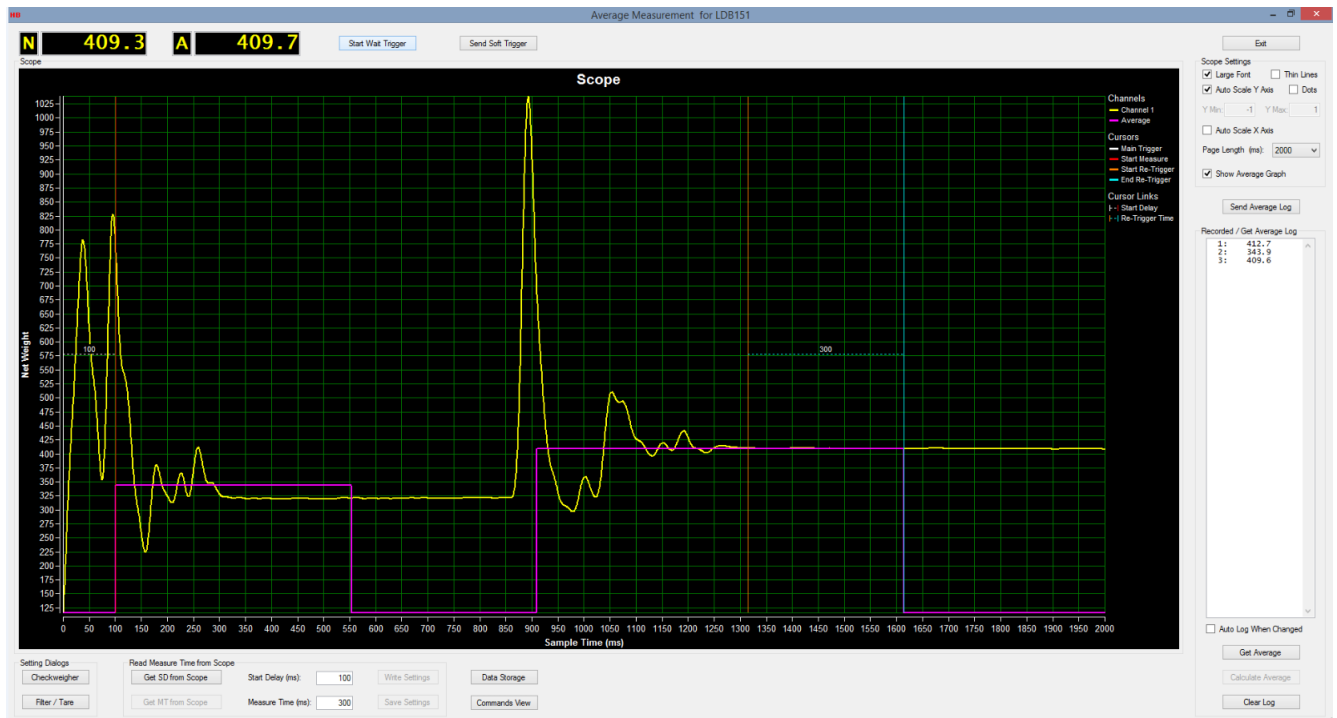 HB
Average Measurement for LDB151
N 409.3 A 409.7 Start Wait Trigger Send Soft Trigger Exit
Scope
Scope
Net Weight
1025
1000
975
950
925
900
875
850
825
800
775
750
725
700
675
650
625
600
575
550
525
500
475
450
425
400
375
350
325
300
275
250
225
200
175
150
125
100
300
Channels
Channel 1
Average
Cursors
Main Trigger
Start Measure
Start Re-Trigger
End Re-Trigger
Cursor Links
Start Delay
Re-Trigger Time
0 50 100 150 200 250 300 350 400 450 500 550 600 650 700 750 800 850 900 950 1000 1050 1100 1150 1200 1250 1300 1350 1400 1450 1500 1550 1600 1650 1700 1750 1800 1850 1900 1950 2000
Sample Time (ms)
Scope Settings
Large Font Thin Lines
Auto Scale Y Axis Dots
Y Min: -1 Y Max: 1
Auto Scale X Axis
Page Length (ms): 2000
Show Average Graph
Send Average Log
Recorded / Get Average Log
1: 412.7
2: 343.9
3: 409.6
Auto Log When Changed
Get Average
Calculate Average
Clear Log
Setting Dialogs
Checkweigher
Filter / Tare
Read Measure Time from Scope
Get SD from Scope Start Delay (ms): 100 Write Settings
Get MT from Scope Measure Time (ms): 300 Save Settings
Data Storage
Commands View